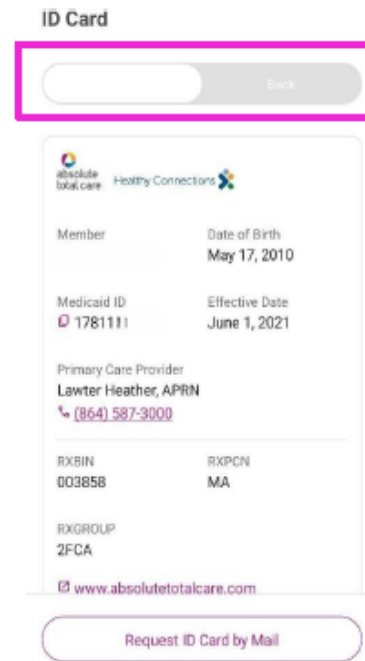 ID Card
Back
absolute total care Healthy Connections
Member Date of Birth
May 17, 2010
Medicaid ID Effective Date
1781111 June 1, 2021
Primary Care Provider
Lawter Heather, APRN
(864) 587-3000
RXBIN RXPCN
003858 MA
RXGROUP
2FCA
www.absolutetotalcare.com
Request ID Card by Mail